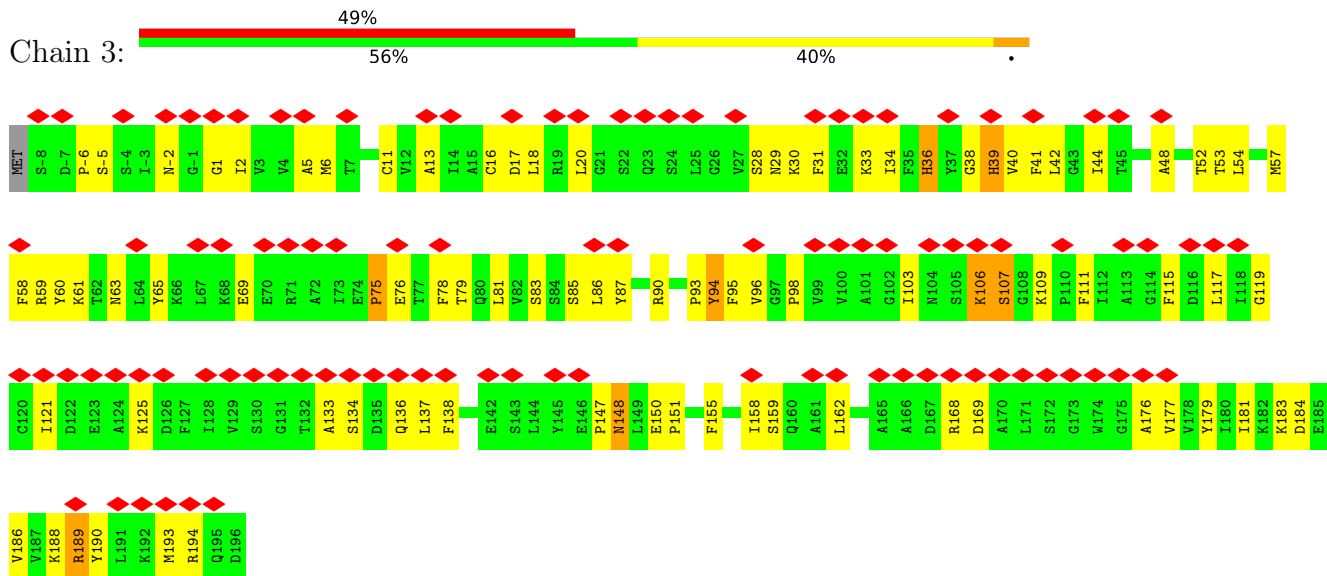 49%
Chain 3:
56% 40% •
MET S-8 D-7 P-6 S-5 S-4 I-3 N-2 G-1 G1 I2 V3 V4 A5 M6 T7 C11 V12 A13 I14 A15 C16 D17 L18 R19 L20 G21 S22 Q23 S24 L25 G26 V27 S28 N29 K30 F31 E32 K33 I34 F35 H36 Y37 G38 H39 V40 F41 L42 G43 I44 T45 A48 T52 T53 L54 M57
F58 R59 Y60 K61 T62 N63 L64 Y65 K66 L67 K68 E69 E70 R71 A72 I73 E74 P75 E76 T77 F78 T79 Q80 L81 V82 S83 S84 S85 L86 Y87 R90 P93 Y94 F95 V96 G97 P98 V99 V100 A101 G102 I103 N104 S105 K106 S107 G108 K109 P110 F111 I112 A113 G114 F115 D116 L117 I118 G119
C120 I121 D122 E123 A124 K125 D126 F127 I128 V129 S130 G131 T132 A133 S134 D135 Q136 L137 F138 E142 S143 L144 Y145 E146 P147 N148 L149 E150 P151 F155 I158 S159 Q160 A161 L162 A165 A166 D167 R168 D169 A170 L171 S172 G173 W174 G175 A176 V177 V178 Y179 I180 I181 K182 K183 D184 E185
V186 V187 K188 R189 Y190 L191 K192 M193 R194 Q195 D196